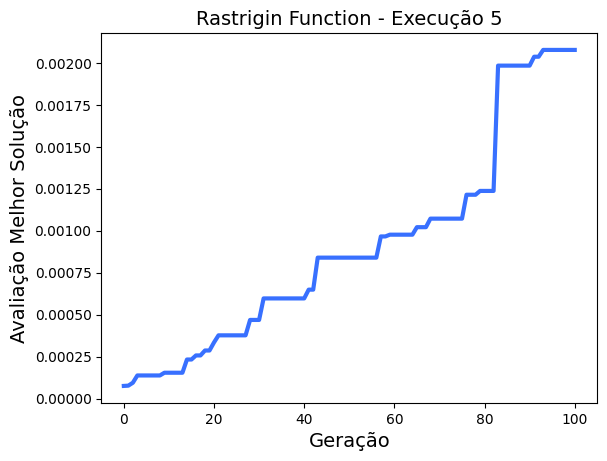 Rastrigin Function - Execução 5
Avaliação Melhor Solução
0.00200
0.00175
0.00150
0.00125
0.00100
0.00075
0.00050
0.00025
0.00000
0 20 40 60 80 100
Geração